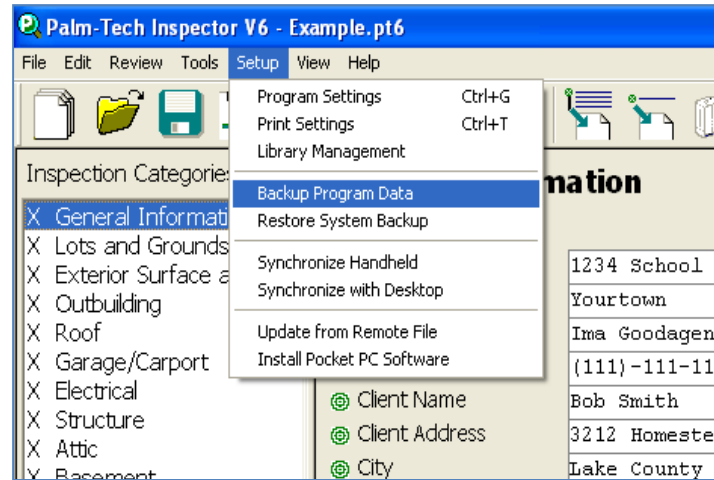 Palm-Tech Inspector V6 - Example.pt6
File Edit Review Tools Setup View Help
Program Settings Ctrl+G
Print Settings Ctrl+T
Library Management
Backup Program Data
Restore System Backup
Synchronize Handheld
Synchronize with Desktop
Update from Remote File
Install Pocket PC Software
Inspection Categorie
X General Informati
X Lots and Grounds
X Exterior Surface a
X Outbuilding
X Roof
X Garage/Carport
X Electrical
X Structure
X Attic
X Basement
mation
1234 School
Yourtown
Ima Goodagen
(111)-111-11
Client Name Bob Smith
Client Address 3212 Homeste
City Lake County